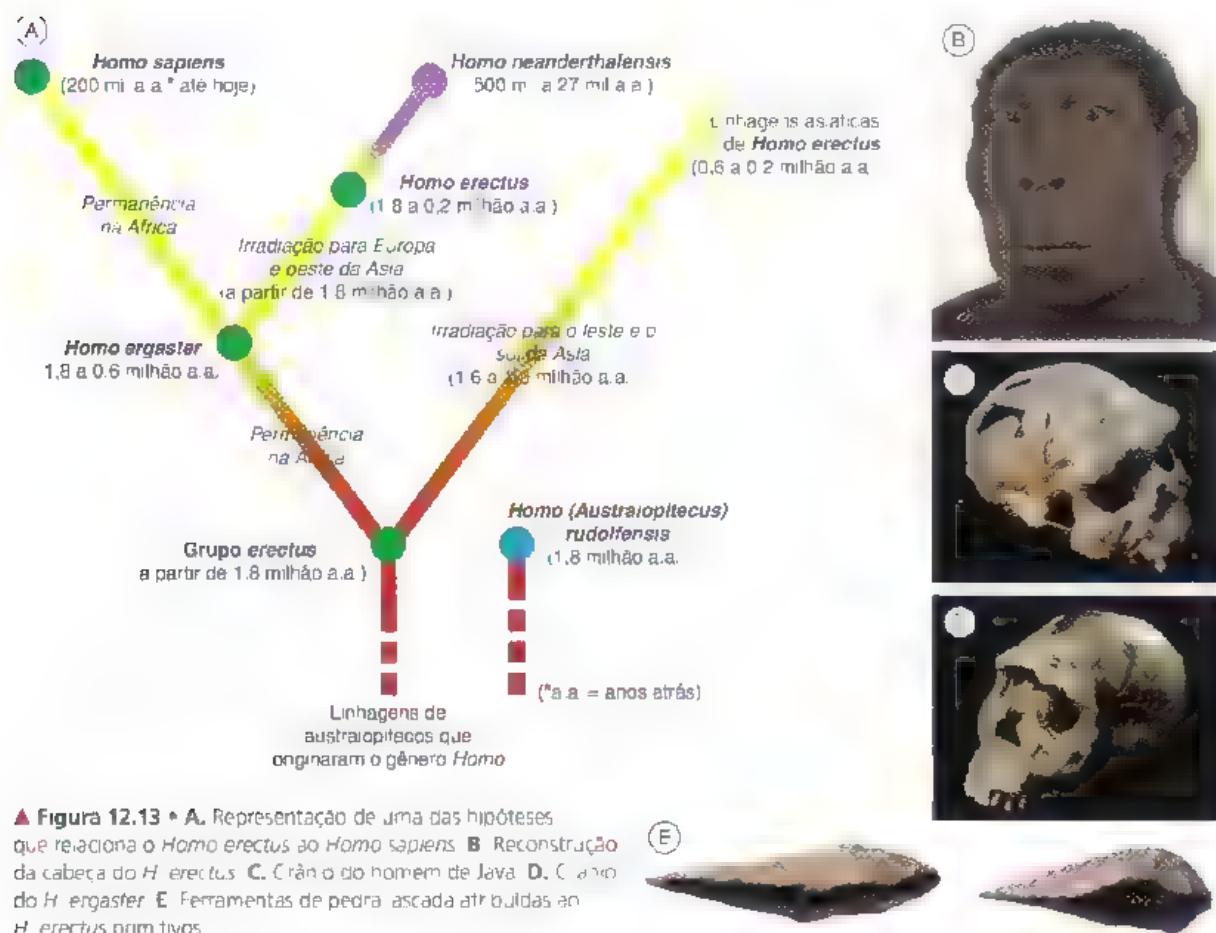 (A)
Homo sapiens
(200 mil a.a.* até hoje)
Homo neanderthalensis
500 mil a 27 mil a.a.)
Linhagens asiáticas
de Homo erectus
(0,6 a 0,2 milhão a.a.
Homo erectus
(1,8 a 0,2 milhão a.a.)
Permanência
na África
Irradiação para Europa
e oeste da Ásia
(a partir de 1,8 milhão a.a.)
Homo ergaster
1,8 a 0,6 milhão a.a.
Irradiação para o leste e o
sul da Ásia
(1,6 a milhão a.a.
Permanência
na África
Grupo erectus
a partir de 1,8 milhão a.a.)
Homo (Australopitecus)
rudolfensis
(1,8 milhão a.a.
(*a.a. = anos atrás)
Linhagens de
australopitecos que
originaram o gênero Homo
B
E
▲ Figura 12.13 • A. Representação de uma das hipóteses
que relaciona o Homo erectus ao Homo sapiens. B. Reconstrução
da cabeça do H. erectus. C. Crânio do homem de Java. D. Crânio
do H. ergaster. E. Ferramentas de pedra lascada atribuídas ao
H. erectus primitivos.